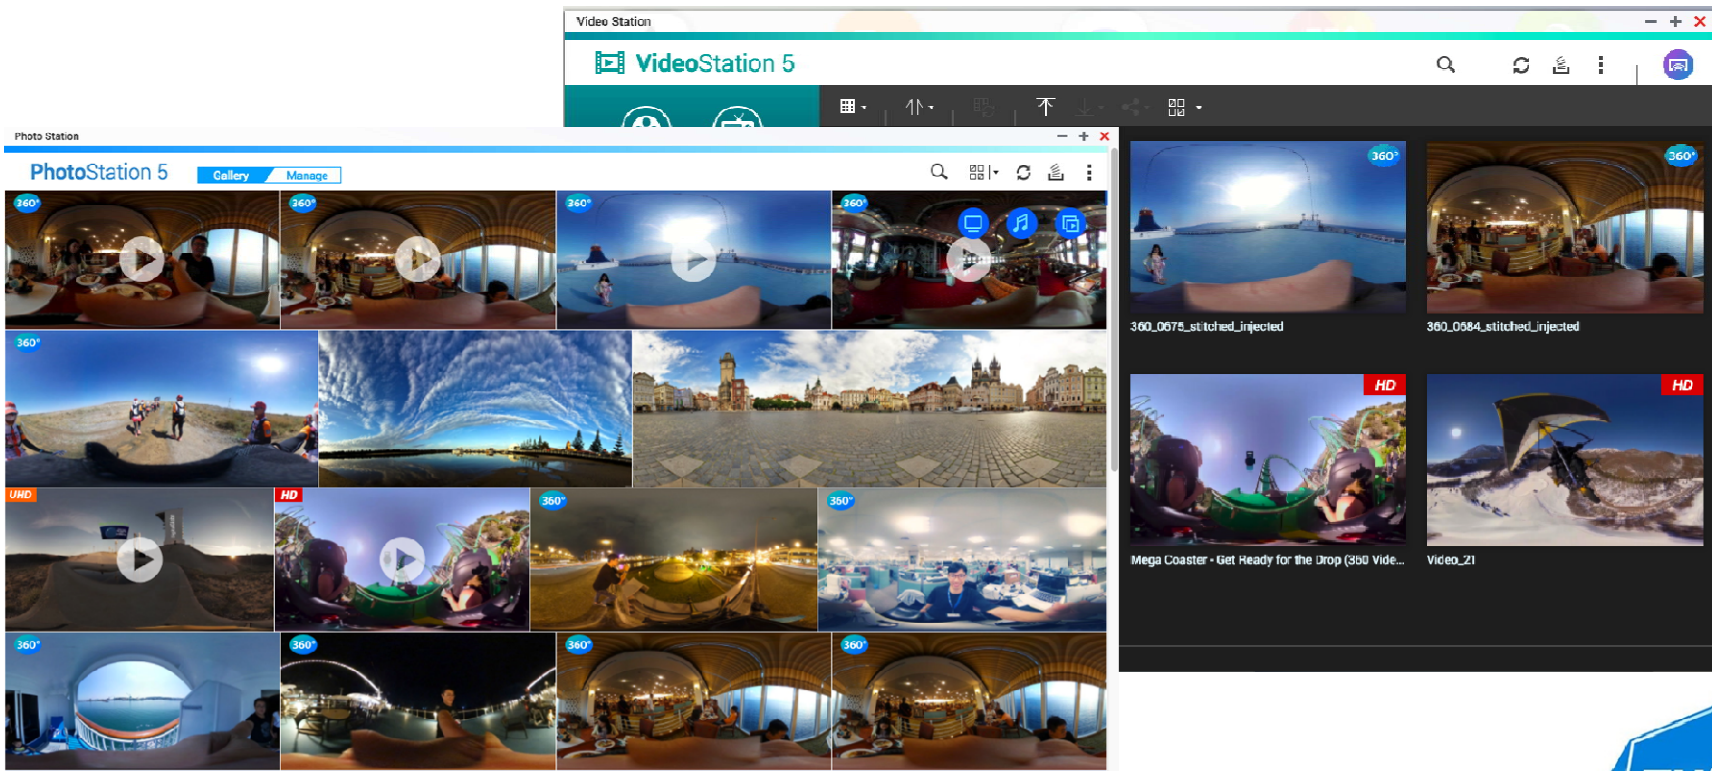 Video Station
VideoStation 5
Photo Station
PhotoStation 5
Gallery
Manage
360°
360°
360°
360°
360°
360°
360_0675_stitched_injected
360_0684_stitched_injected
360°
HD
HD
UHD
HD
360°
360°
Mega Coaster - Get Ready for the Drop (360 Vide...
Video_21
360°
360°
360°
360°